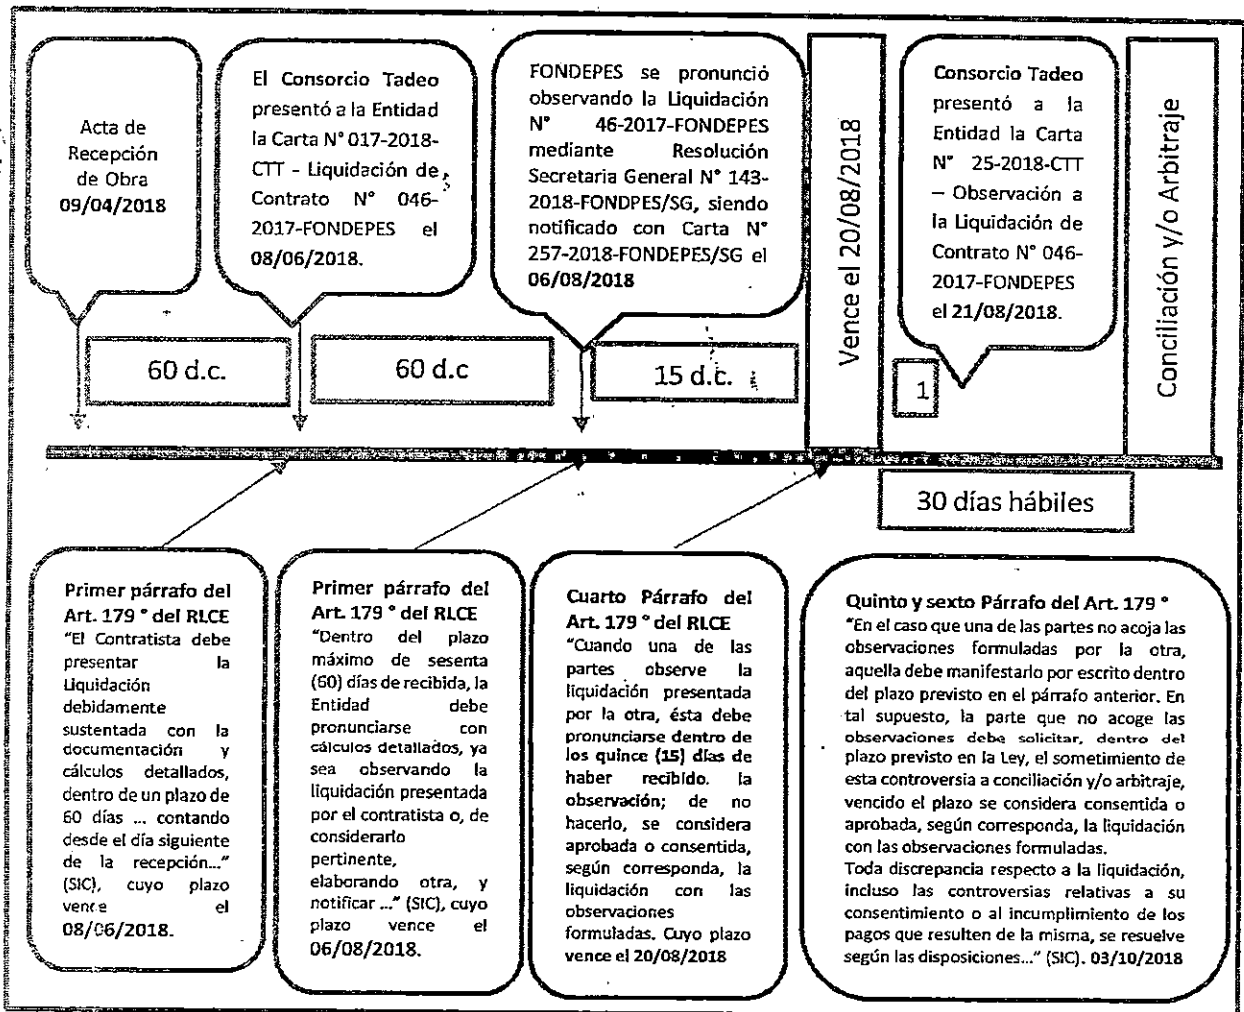 Acta de
Recepción
de Obra
09/04/2018
El Consorcio Tadeo
presentó a la Entidad
la Carta N° 017-2018-
CTT - Liquidación de
Contrato N° 046-
2017-FONDEPES el
08/06/2018.
FONDEPES se pronunció
observando la Liquidación
N° 46-2017-FONDEPES
mediante Resolución
Secretaria General N° 143-
2018-FONDPES/SG, siendo
notificado con Carta N°
257-2018-FONDEPES/SG el
06/08/2018
Vence el 20/08/2018
Consorcio Tadeo
presentó a la
Entidad la Carta
N° 25-2018-CTT
– Observación a
la Liquidación de
Contrato N° 046-
2017-FONDEPES
el 21/08/2018.
Conciliación y/o Arbitraje
60 d.c.
60 d.c
15 d.c.
1
30 días hábiles
Primer párrafo del
Art. 179 ° del RLCE
"El Contratista debe
presentar la
Liquidación
debidamente
sustentada con la
documentación y
cálculos detallados,
dentro de un plazo de
60 días ... contando
desde el día siguiente
de la recepción..."
(SIC), cuyo plazo
vence el
08/06/2018.
Primer párrafo del
Art. 179 ° del RLCE
"Dentro del plazo
máximo de sesenta
(60) días de recibida, la
Entidad debe
pronunciarse con
cálculos detallados, ya
sea observando la
liquidación presentada
por el contratista o, de
considerarlo
pertinente,
elaborando otra, y
notificar ..." (SIC), cuyo
plazo vence el
06/08/2018.
Cuarto Párrafo del
Art. 179 ° del RLCE
"Cuando una de las
partes observe la
liquidación presentada
por la otra, ésta debe
pronunciarse dentro de
los quince (15) días de
haber recibido. la
observación; de no
hacerlo, se considera
aprobada o consentida,
según corresponda, la
liquidación con las
observaciones
formuladas. Cuyo plazo
vence el 20/08/2018
Quinto y sexto Párrafo del Art. 179 °
"En el caso que una de las partes no acoja las
observaciones formuladas por la otra,
aquella debe manifestarlo por escrito dentro
del plazo previsto en el párrafo anterior. En
tal supuesto, la parte que no acoge las
observaciones debe solicitar, dentro del
plazo previsto en la Ley, el sometimiento de
esta controversia a conciliación y/o arbitraje,
vencido el plazo se considera consentida o
aprobada, según corresponda, la liquidación
con las observaciones formuladas.
Toda discrepancia respecto a la liquidación,
incluso las controversias relativas a su
consentimiento o al incumplimiento de los
pagos que resulten de la misma, se resuelve
según las disposiciones..." (SIC). 03/10/2018